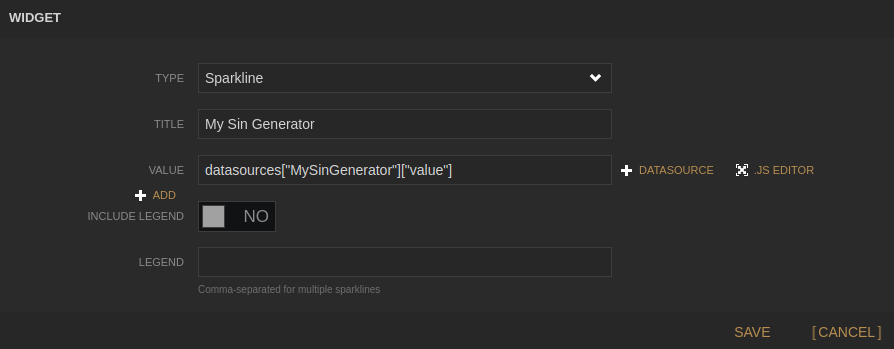 WIDGET
TYPE Sparkline
TITLE My Sin Generator
VALUE datasources["MySinGenerator"]["value"] DATASOURCE .JS EDITOR
ADD
INCLUDE LEGEND NO
LEGEND
Comma-separated for multiple sparklines
SAVE [ CANCEL ]